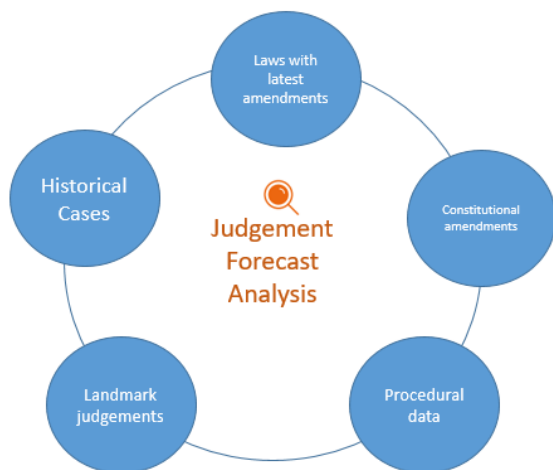 Laws with
latest
amendments
Historical
Cases
Constitutional
amendments
Judgement
Forecast
Analysis
Landmark
judgements
Procedural
data